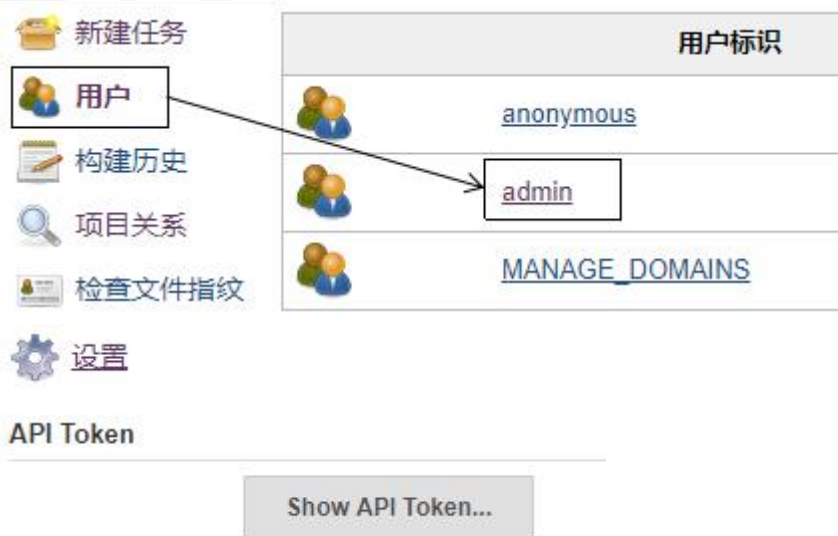 新建任务
用户
构建历史
项目关系
检查文件指纹
设置
用户标识
anonymous
admin
MANAGE_DOMAINS
API Token
Show API Token...